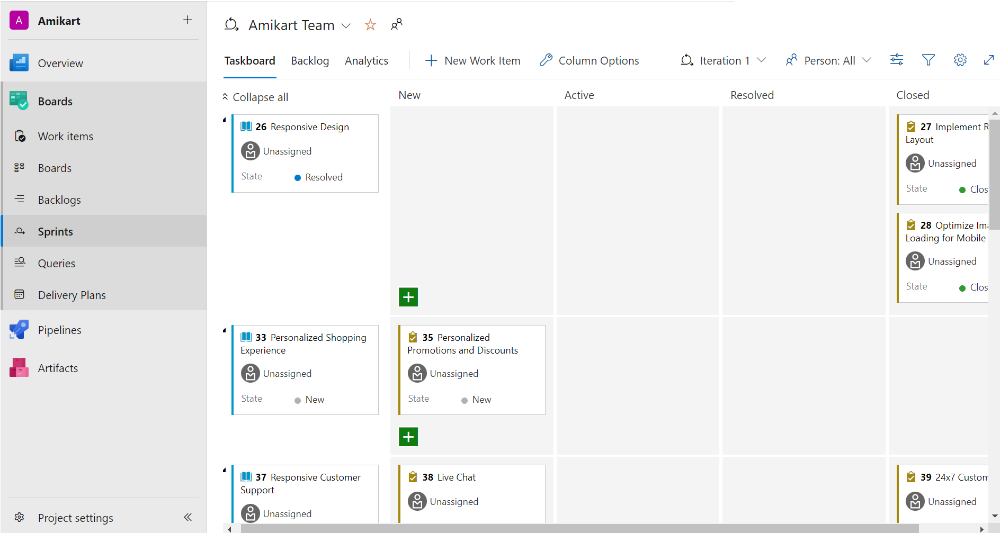 A Amikart
Overview
Boards
Work items
Boards
Backlogs
Sprints
Queries
Delivery Plans
Pipelines
Artifacts
Project settings
Amikart Team
Taskboard Backlog Analytics New Work Item Column Options Iteration 1 Person: All
Collapse all New Active Resolved Closed
26 Responsive Design
Unassigned
State Resolved
27 Implement R
Layout
Unassigned
State Clos
28 Optimize Ima
Loading for Mobile
Unassigned
State Clos
33 Personalized Shopping
Experience
Unassigned
State New
35 Personalized
Promotions and Discounts
Unassigned
State New
37 Responsive Customer
Support
Unassigned
38 Live Chat
Unassigned
39 24x7 Custom
Unassigned